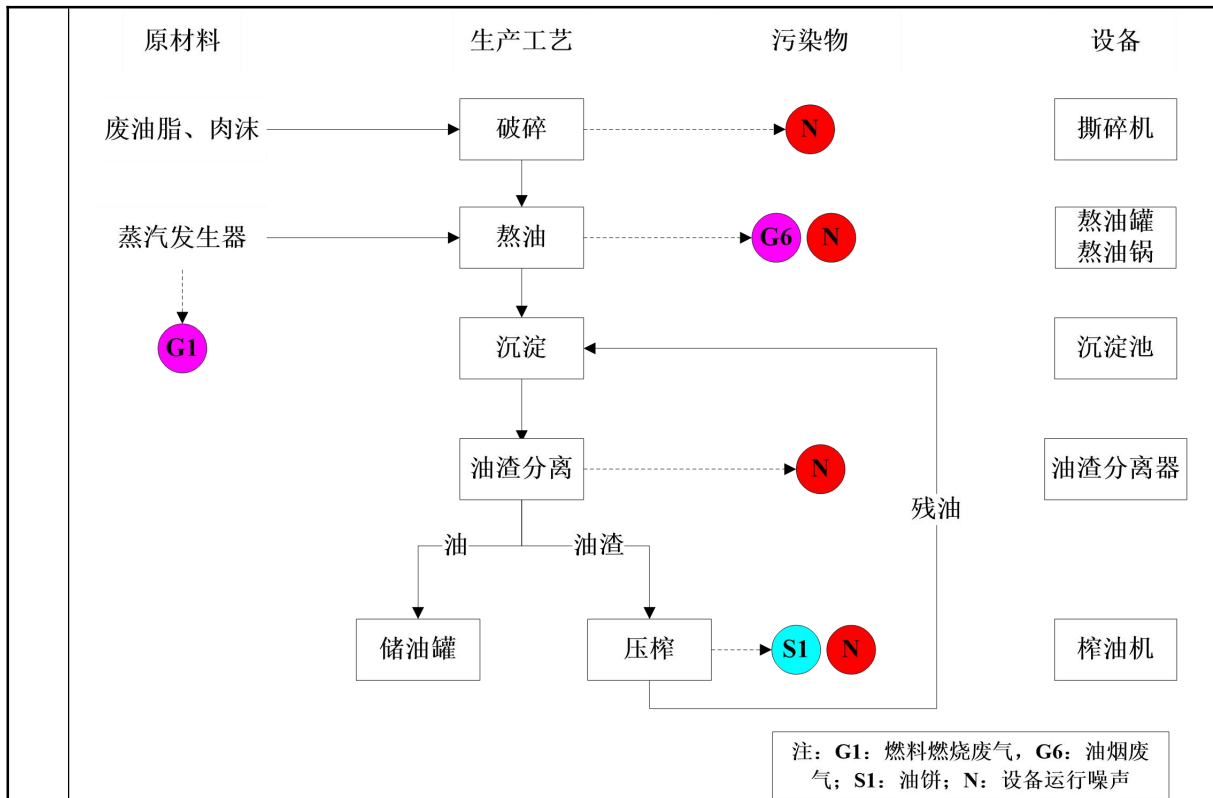 原材料 生产工艺 污染物 设备
废油脂、肉沫 破碎 N 撕碎机
蒸汽发生器 熬油 G6 N 熬油罐
熬油锅
G1 沉淀 沉淀池
油渣分离 N 油渣分离器
残油
油 油渣
储油罐 压榨 S1 N 榨油机
注：G1：燃料燃烧废气，G6：油烟废
气；S1：油饼；N：设备运行噪声